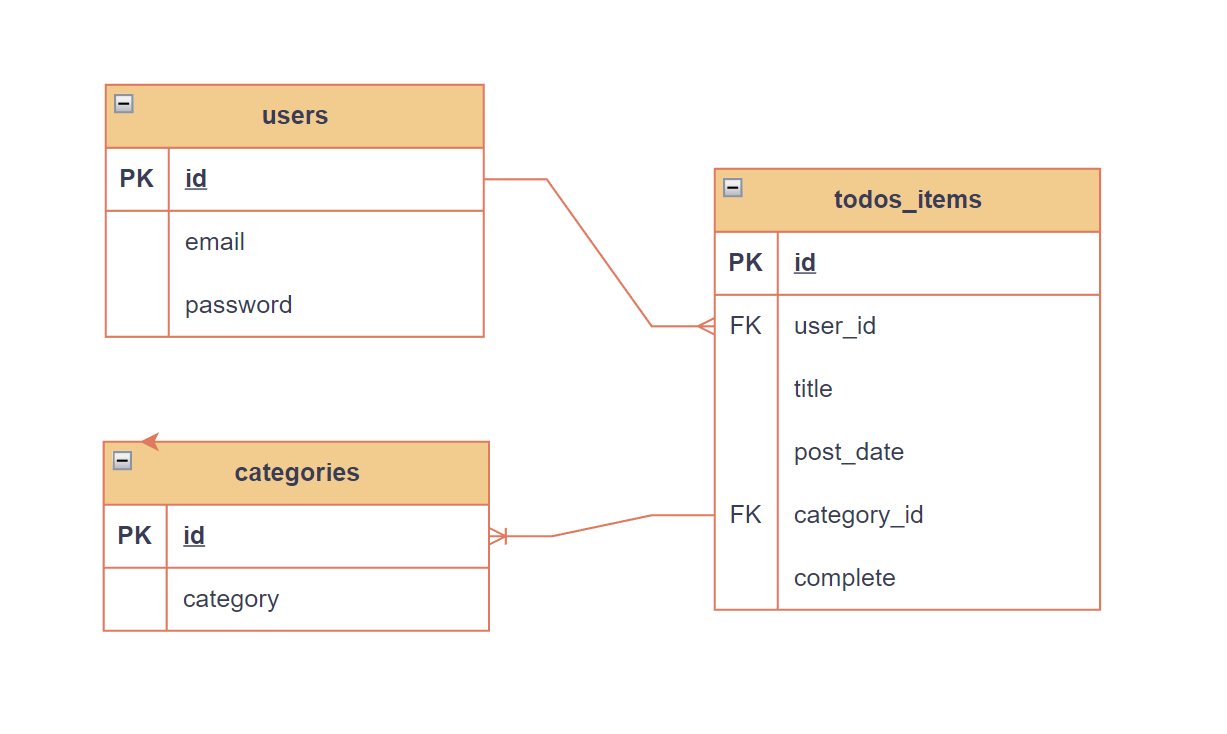 users
PK id
email
password
todos_items
PK id
FK user_id
title
post_date
FK category_id
complete
categories
PK id
category